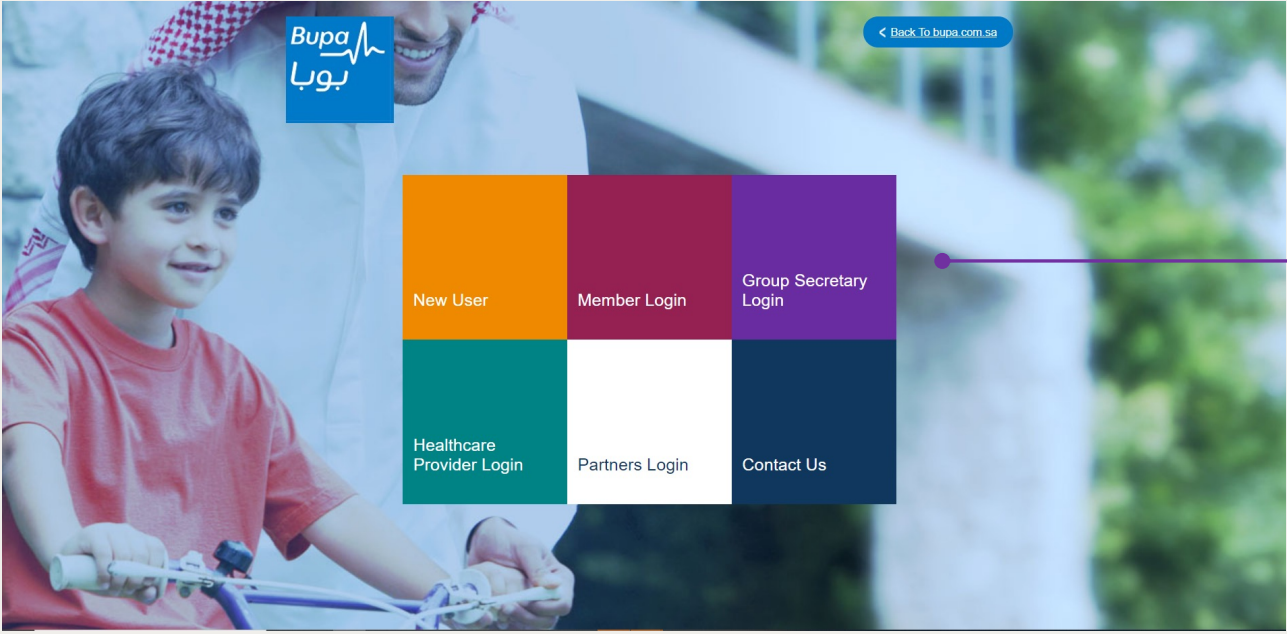 Bupa
بوبا
Back To bupa.com.sa
New User
Member Login
Group Secretary
Login
Healthcare
Provider Login
Partners Login
Contact Us